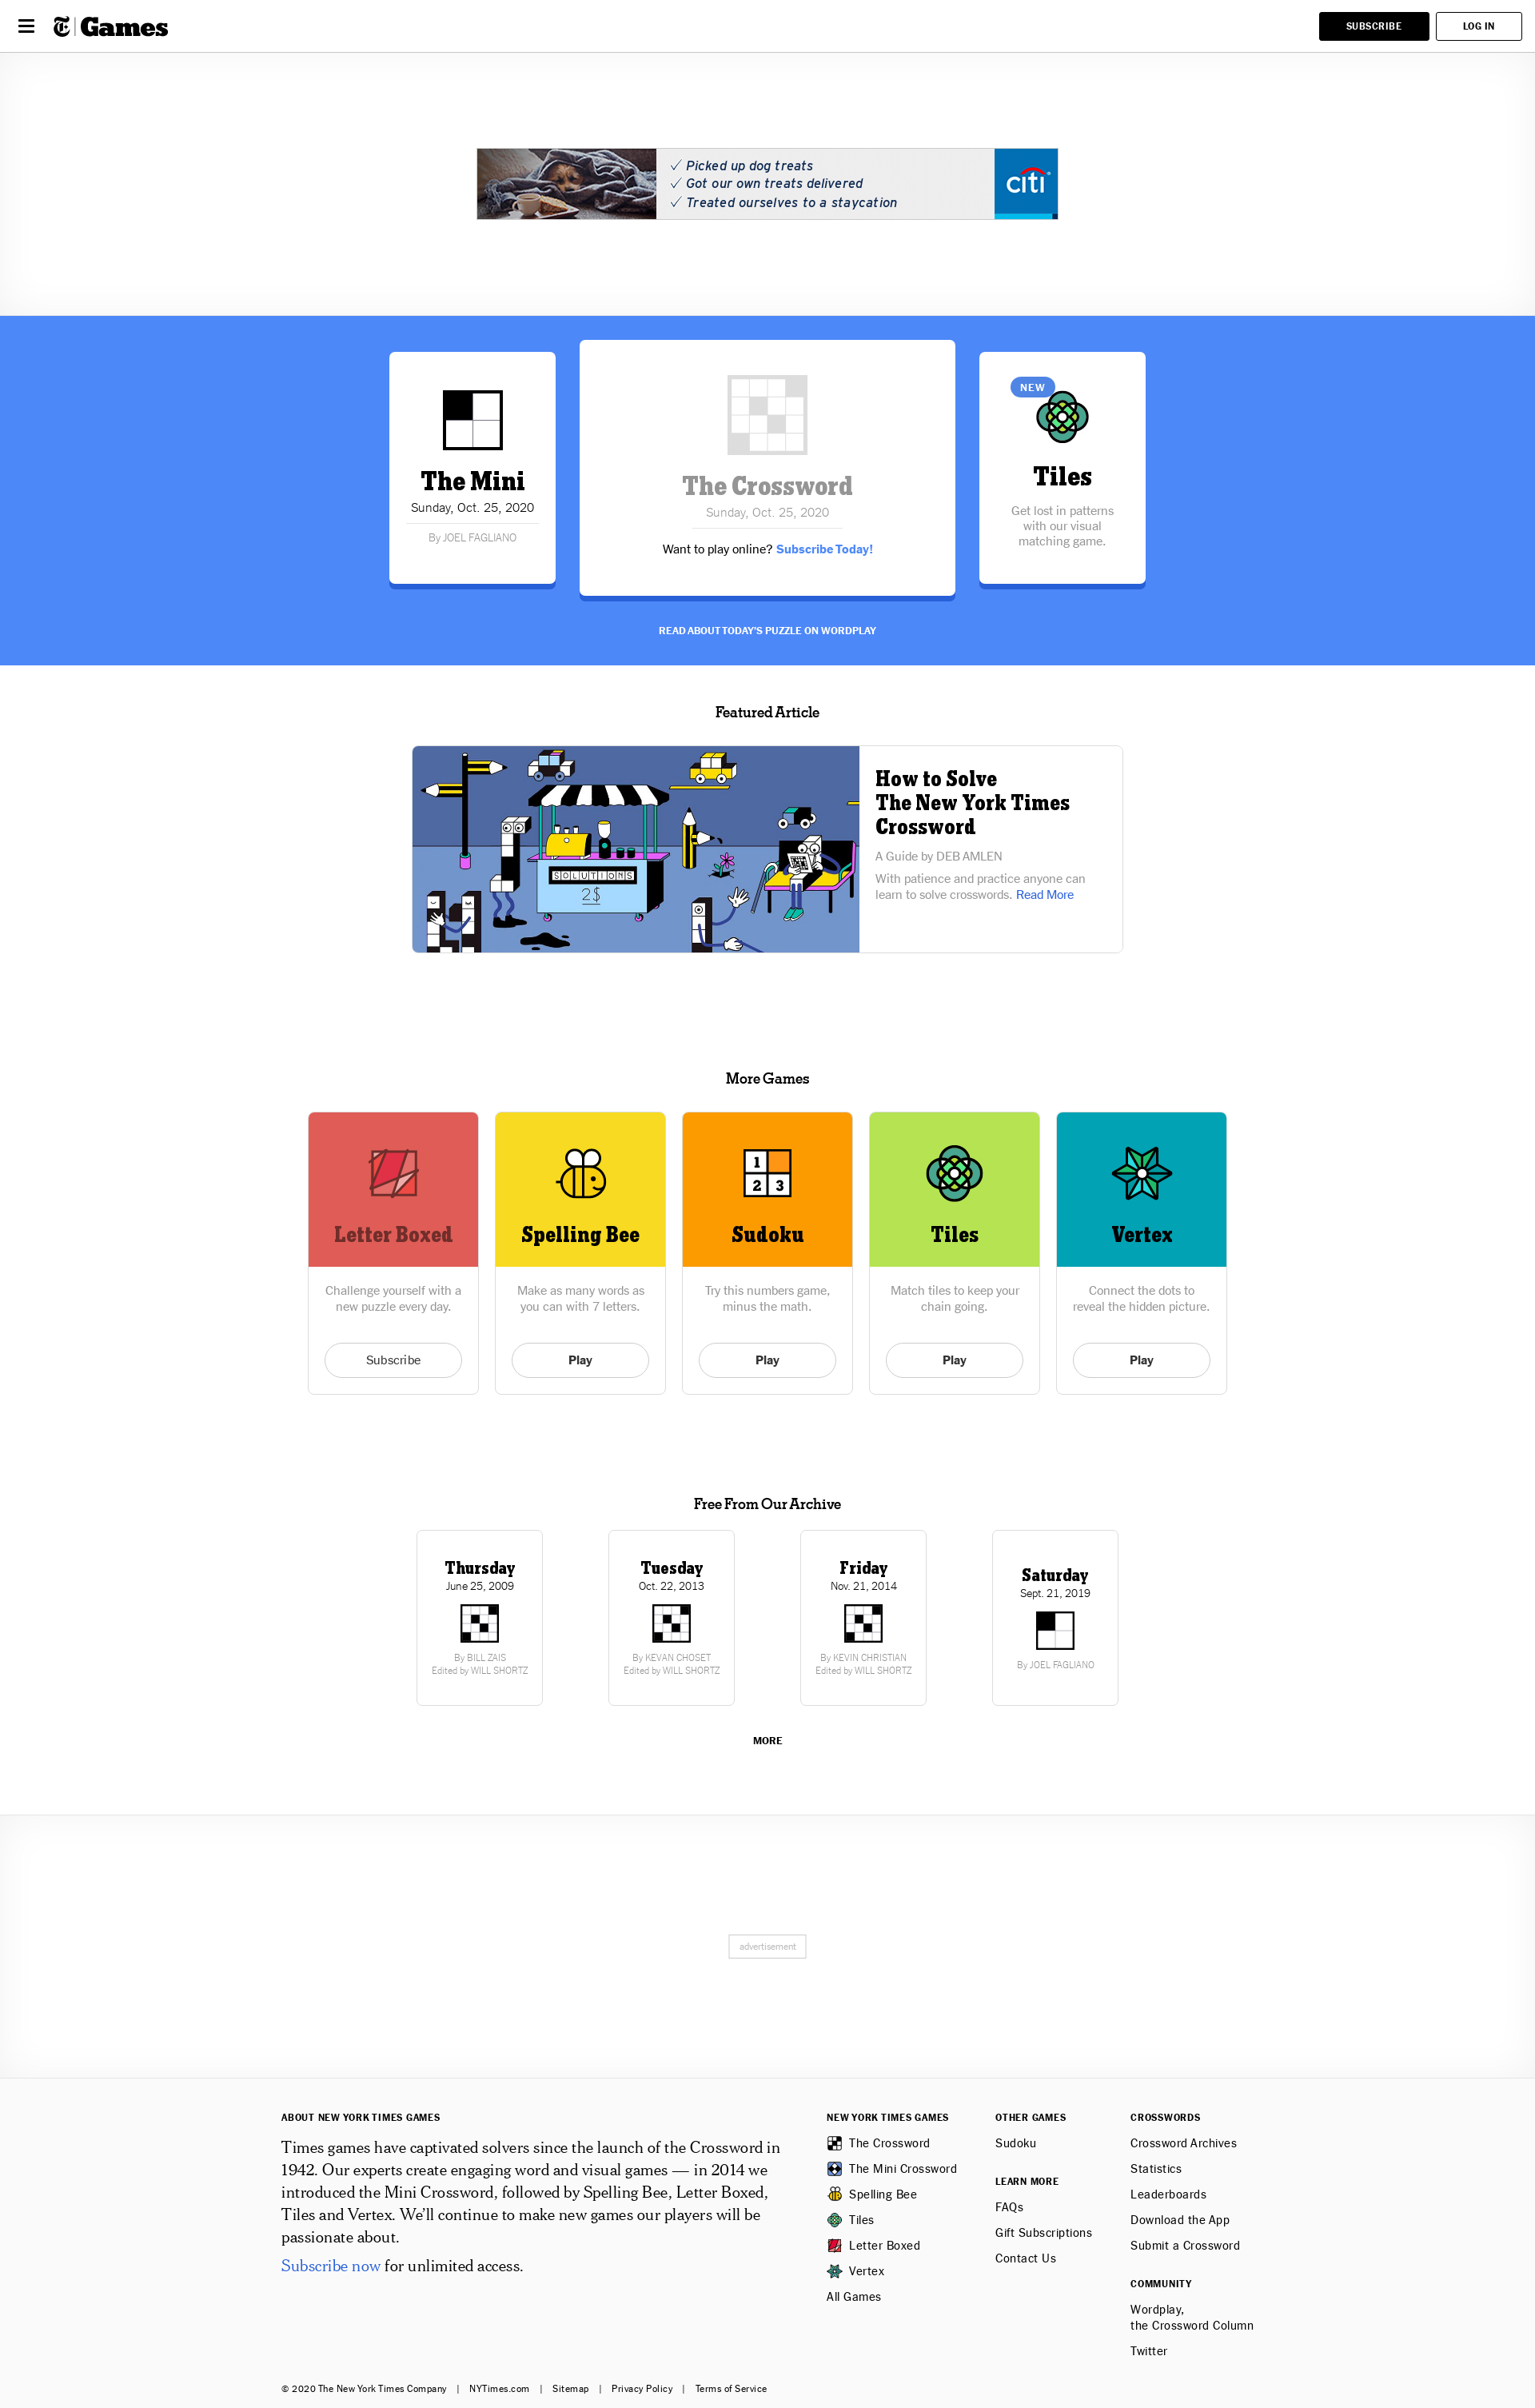 Games
SUBSCRIBE
LOG IN
✓ Picked up dog treats
✓ Got our own treats delivered
✓ Treated ourselves to a staycation
citi
The Mini
Sunday, Oct. 25, 2020
By JOEL FAGLIANO
The Crossword
Sunday, Oct. 25, 2020
Want to play online? Subscribe Today!
NEW
Tiles
Get lost in patterns
with our visual
matching game.
READ ABOUT TODAY'S PUZZLE ON WORDPLAY
Featured Article
SOLUTIONS
2$
How to Solve
The New York Times
Crossword
A Guide by DEB AMLEN
With patience and practice anyone can
learn to solve crosswords. Read More
More Games
Letter Boxed
Challenge yourself with a
new puzzle every day.
Subscribe
Spelling Bee
Make as many words as
you can with 7 letters.
Play
1
2 3
Sudoku
Try this numbers game,
minus the math.
Play
Tiles
Match tiles to keep your
chain going.
Play
Vertex
Connect the dots to
reveal the hidden picture.
Play
Free From Our Archive
Thursday
June 25, 2009
By BILL ZAIS
Edited by WILL SHORTZ
Tuesday
Oct. 22, 2013
By KEVAN CHOSET
Edited by WILL SHORTZ
Friday
Nov. 21, 2014
By KEVIN CHRISTIAN
Edited by WILL SHORTZ
Saturday
Sept. 21, 2019
By JOEL FAGLIANO
MORE
advertisement
ABOUT NEW YORK TIMES GAMES
Times games have captivated solvers since the launch of the Crossword in
1942. Our experts create engaging word and visual games — in 2014 we
introduced the Mini Crossword, followed by Spelling Bee, Letter Boxed,
Tiles and Vertex. We'll continue to make new games our players will be
passionate about.
Subscribe now for unlimited access.
NEW YORK TIMES GAMES
The Crossword
The Mini Crossword
Spelling Bee
Tiles
Letter Boxed
Vertex
All Games
OTHER GAMES
Sudoku
LEARN MORE
FAQs
Gift Subscriptions
Contact Us
CROSSWORDS
Crossword Archives
Statistics
Leaderboards
Download the App
Submit a Crossword
COMMUNITY
Wordplay,
the Crossword Column
Twitter
© 2020 The New York Times Company | NYTimes.com | Sitemap | Privacy Policy | Terms of Service